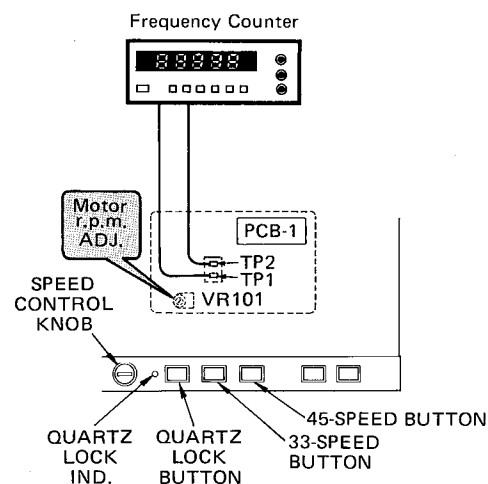 Frequency Counter
88888
Motor
r.p.m.
ADJ.
PCB-1
TP2
TP1
VR101
SPEED
CONTROL
KNOB
45-SPEED BUTTON
33-SPEED
BUTTON
QUARTZ
LOCK
IND.
QUARTZ
LOCK
BUTTON